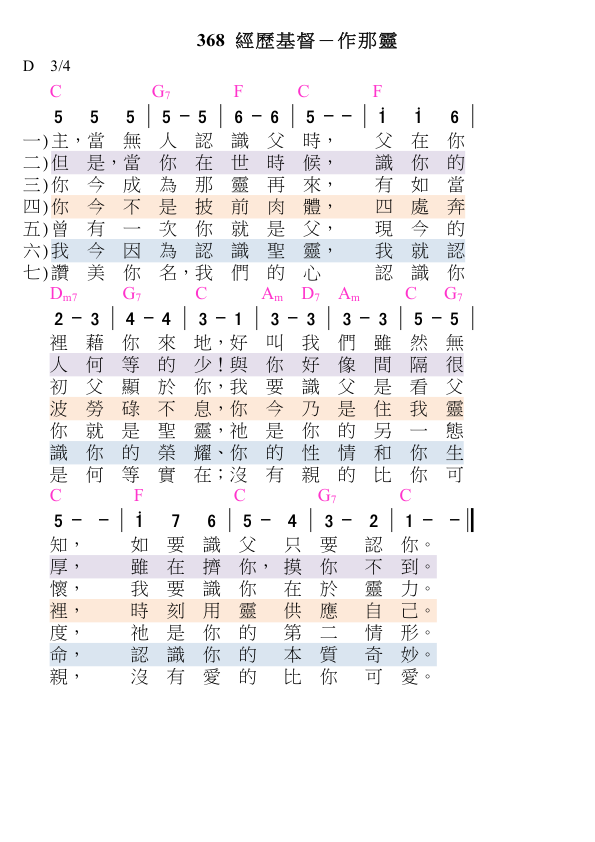 368 經歷基督－作那靈
D 3/4
C G7 F C F
5 5 5 | 5 - 5 | 6 - 6 | 5 - - | i i 6 |
一)主，當 無 人 認 識 父 時， 父 在 你
二)但 是，當 你 在 世 時 候， 識 你 的
三)你 今 成 為 那 靈 再 來， 有 如 當
四)你 今 不 是 披 前 肉 體， 四 處 奔
五)曾 有 一 次 你 就 是 父， 現 今 的
六)我 今 因 為 認 識 聖 靈， 我 就 認
七)讚 美 你 名，我 們 的 心 認 識 你
Dm7 G7 C Am D7 Am C G7
2 - 3 | 4 - 4 | 3 - 1 | 3 - 3 | 3 - 3 | 5 - 5 |
裡 藉 你 來 地，好 叫 我 們 雖 然 無
人 何 等 的 少！與 你 好 像 間 隔 很
初 父 顯 於 你，我 要 識 父 是 看 父
波 勞 碌 不 息，你 今 乃 是 住 我 靈
你 就 是 聖 靈，祂 是 你 的 另 一 態
識 你 的 榮 耀、你 的 性 情 和 你 生
是 何 等 實 在；沒 有 親 的 比 你 可
C F C G7 C
5 - - | i 7 6 | 5 - 4 | 3 - 2 | 1 - - ‖
知， 如 要 識 父 只 要 認 你。
厚， 雖 在 擠 你，摸 你 不 到。
懷， 我 要 識 你 在 於 靈 力。
裡， 時 刻 用 靈 供 應 自 己。
度， 祂 是 你 的 第 二 情 形。
命， 認 識 你 的 本 質 奇 妙。
親， 沒 有 愛 的 比 你 可 愛。